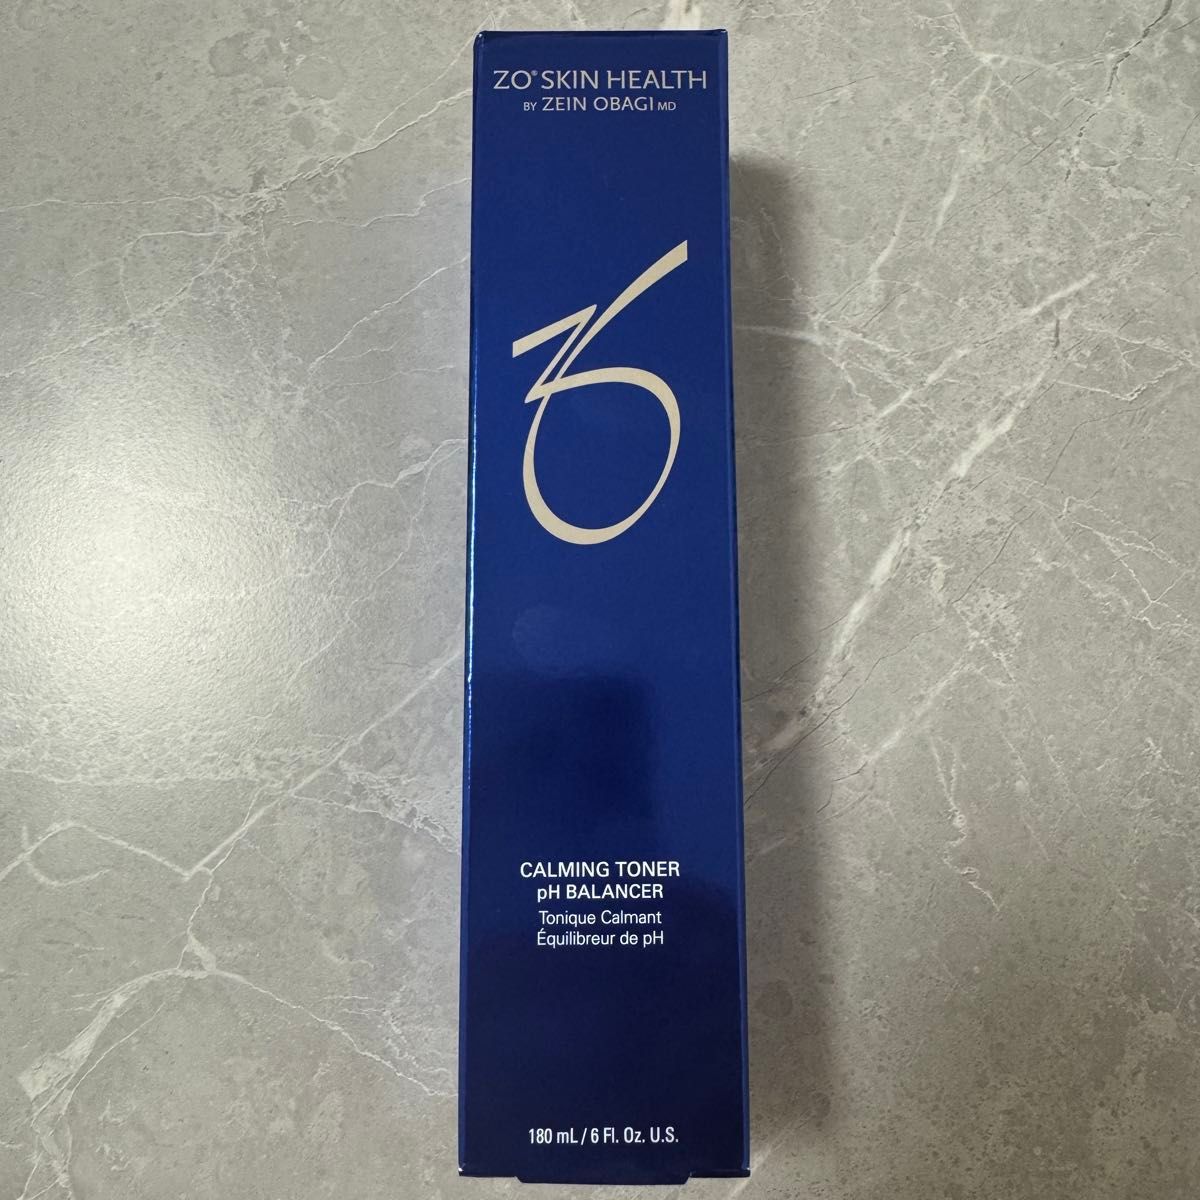 ZO® SKIN HEALTH
BY ZEIN OBAGI MD
ZO
CALMING TONER
pH BALANCER
Tonique Calmant
Équilibreur de pH
180 mL / 6 Fl. Oz. U.S.